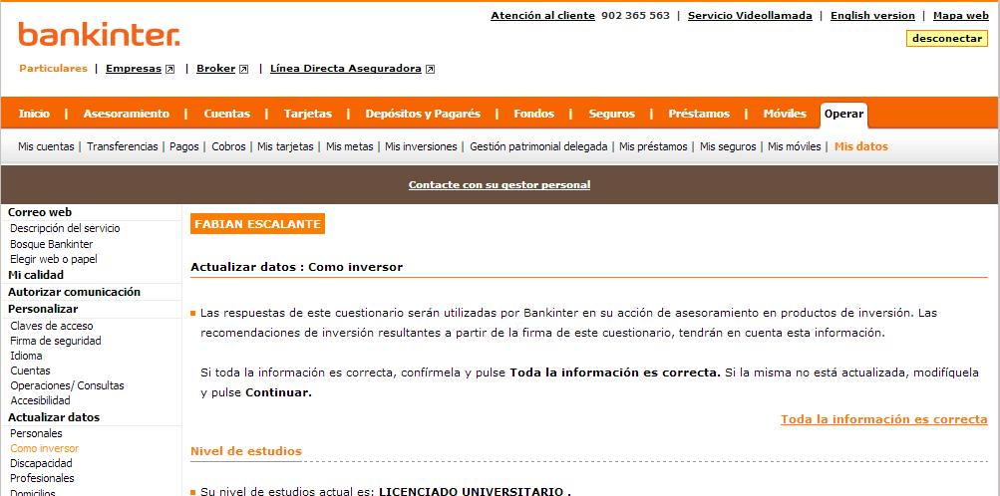 Atención al cliente 902 365 563 | Servicio Videollamada | English version | Mapa web
bankinter.
desconectar
Particulares | Empresas | Broker | Línea Directa Aseguradora
Inicio | Asesoramiento | Cuentas | Tarjetas | Depósitos y Pagarés | Fondos | Seguros | Préstamos | Móviles Operar
Mis cuentas | Transferencias | Pagos | Cobros | Mis tarjetas | Mis metas | Mis inversiones | Gestión patrimonial delegada | Mis préstamos | Mis seguros | Mis móviles | Mis datos
Contacte con su gestor personal
Correo web
Descripción del servicio
Bosque Bankinter
Elegir web o papel
Mi calidad
Autorizar comunicación
Personalizar
Claves de acceso
Firma de seguridad
Idioma
Cuentas
Operaciones/ Consultas
Accesibilidad
Actualizar datos
Personales
Como inversor
Discapacidad
Profesionales
Domicilios
FABIAN ESCALANTE
Actualizar datos : Como inversor
Las respuestas de este cuestionario serán utilizadas por Bankinter en su acción de asesoramiento en productos de inversión. Las
recomendaciones de inversión resultantes a partir de la firma de este cuestionario, tendrán en cuenta esta información.
Si toda la información es correcta, confírmela y pulse Toda la información es correcta. Si la misma no está actualizada, modifíquela
y pulse Continuar.
Toda la información es correcta
Nivel de estudios
Su nivel de estudios actual es: LICENCIADO UNIVERSITARIO .